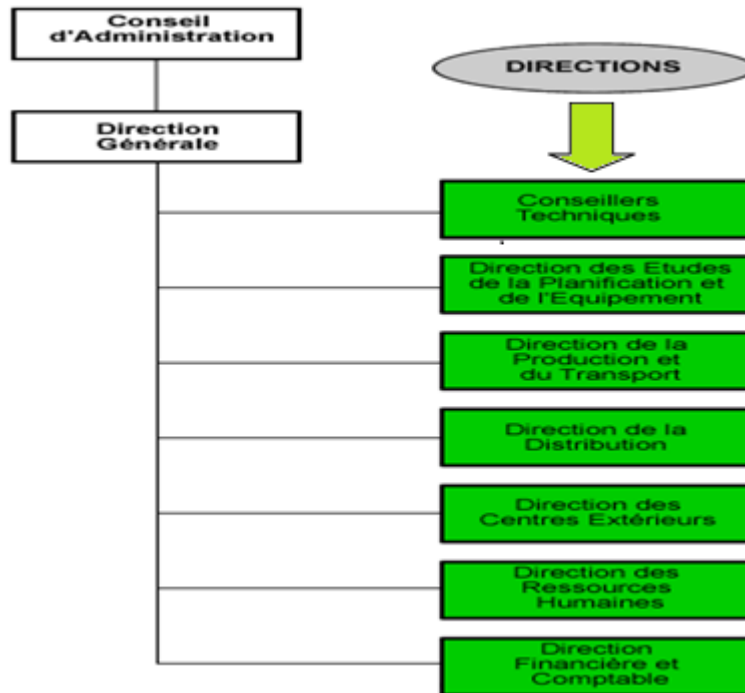 Conseil
d'Administration
Direction
Générale
DIRECTIONS
Conseillers
Techniques
Direction des Etudes
de la Planification et
de l'Equipement
Direction de la
Production et
du Transport
Direction de la
Distribution
Direction des
Centres Extérieurs
Direction des
Ressources
Humaines
Direction
Financière et
Comptable